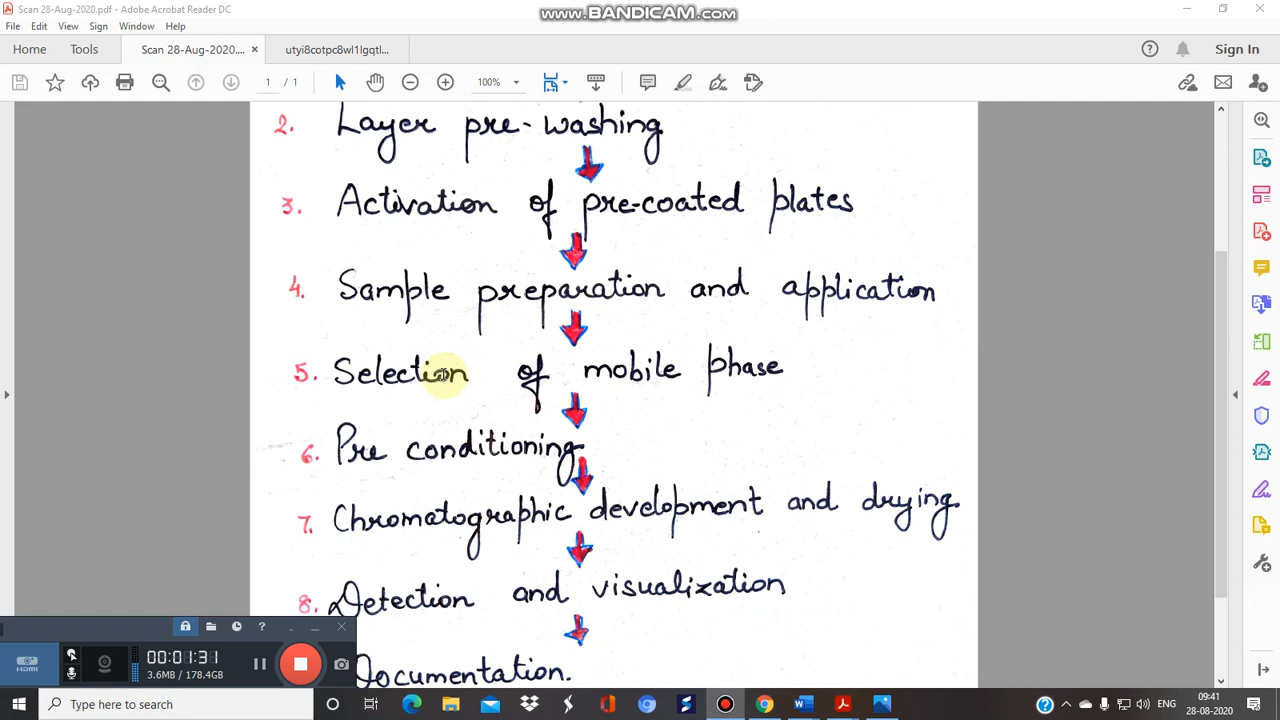 Scan 28-Aug-2020.pdf - Adobe Acrobat Reader DC
www.BANDICAM.com
File Edit View Sign Window Help
Home Tools Scan 28-Aug-2020.... × utyi8cotpc8wl1lgqtl... Sign In
1 / 1 100%
2. Layer pre-washing
3. Activation of pre-coated plates
4. Sample preparation and application
5. Selection of mobile phase
6. Pre conditioning
7. Chromatographic development and drying.
8. Detection and visualization
Documentation.
HDMI
00:01:31
3.6MB / 178.4GB
Type here to search
ENG
09:41
28-08-2020